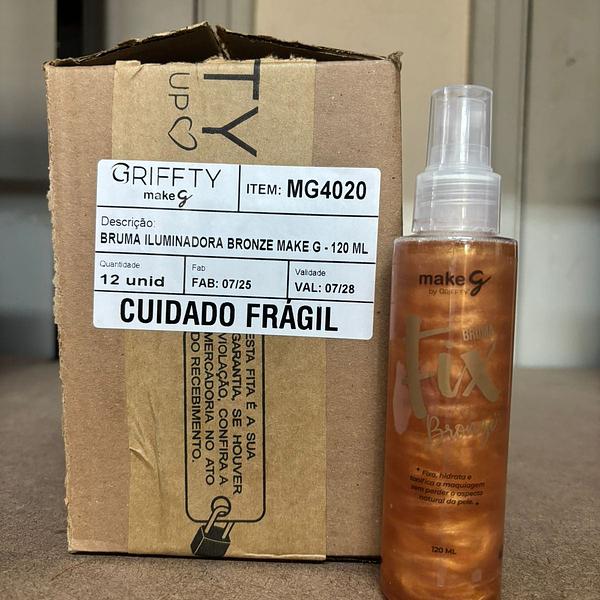 TY
UP
GRIFFTY
make G
ITEM: MG4020
Descrição:
BRUMA ILUMINADORA BRONZE MAKE G - 120 ML
Quantidade
12 unid
Fab
FAB: 07/25
Validade
VAL: 07/28
CUIDADO FRÁGIL
ESTA FITA É A SUA
GARANTIA, SE HOUVER
VIOLAÇÃO, CONFIRA A
MERCADORIA NO ATO
DO RECEBIMENTO.
make G
by GRIFFTY
BRUMA
Fix
Bronze
" Fixa, hidrata e
tonifica a maquiagem
sem perder o aspecto
natural da pele. "
120 ML